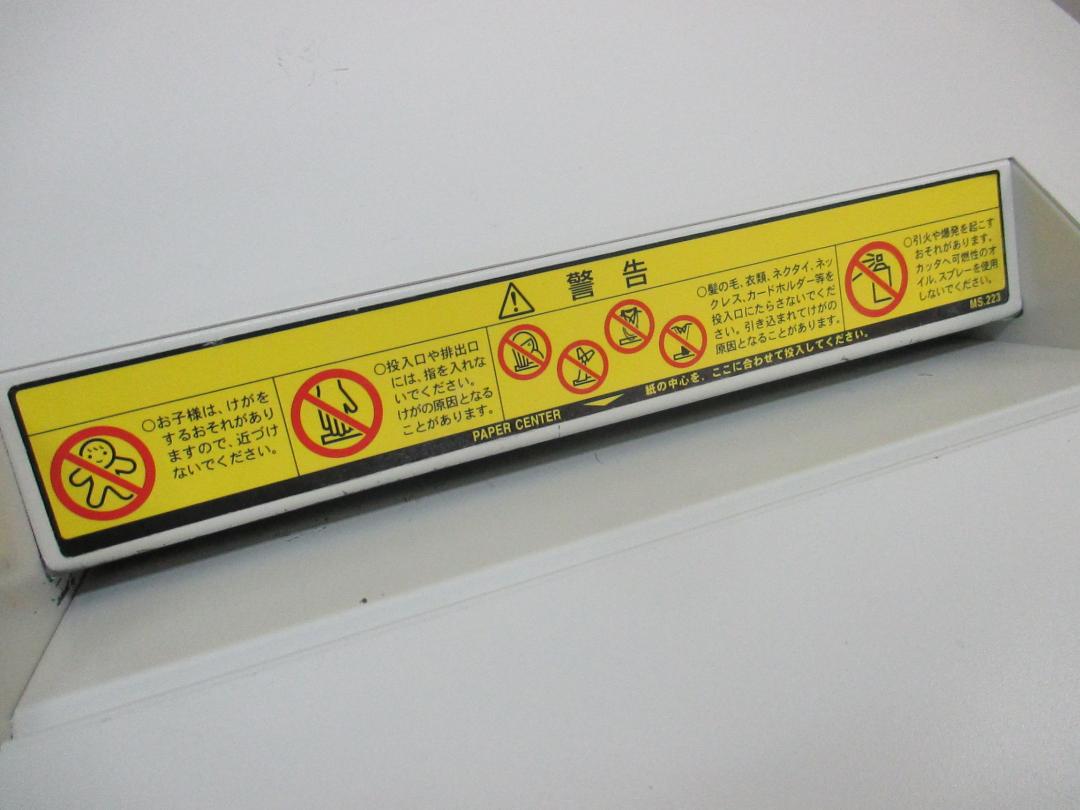 警告
○お子様は、けがを
するおそれがあり
ますので、近づけ
ないでください。
○投入口や排出口
には、指を入れな
いでください。
けがの原因となる
ことがあります。
○髪の毛、衣類、ネクタイ、ネッ
クレス、カードホルダー等を
投入口にたらさないでくだ
さい。引き込まれてけがの
原因となることがあります。
○引火や爆発を起こす
おそれがあります。
カッタへ可燃性のオ
イル、スプレーを使用
しないでください。
PAPER CENTER
紙の中心を、ここに合わせて投入してください。
MS.223